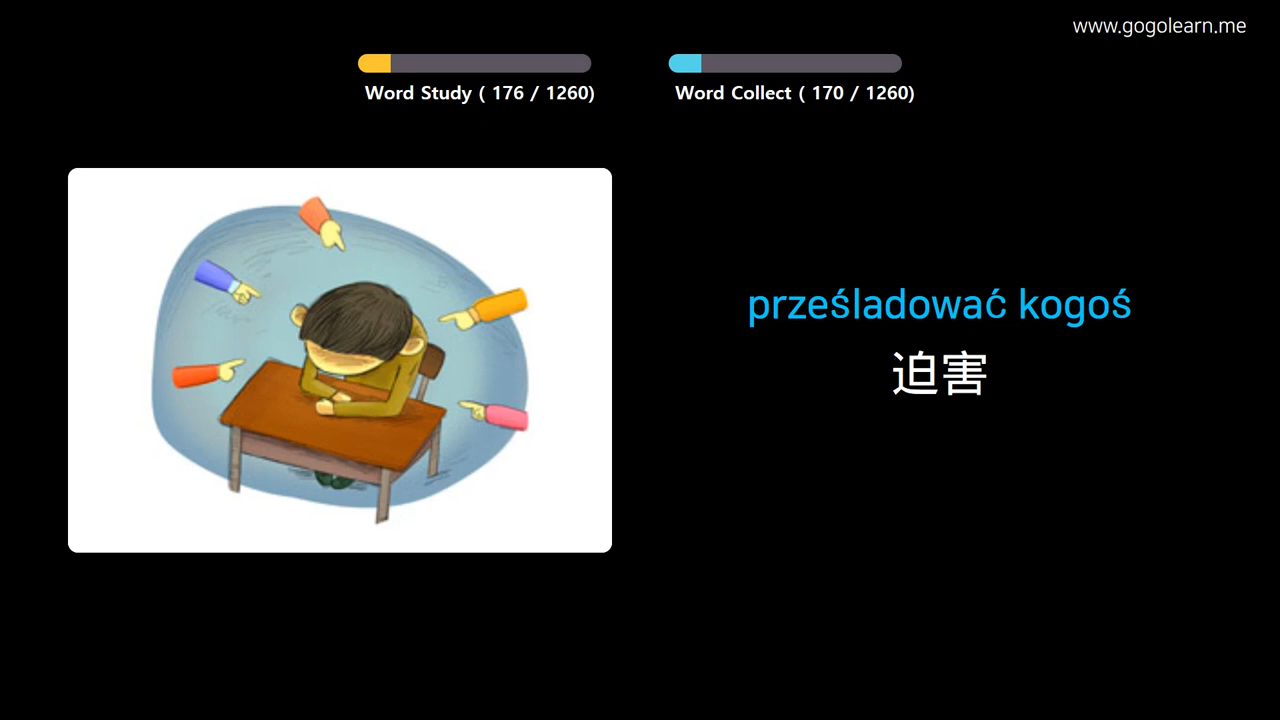 www.gogolearn.me
Word Study ( 176 / 1260)
Word Collect ( 170 / 1260)
prześladować kogoś
迫害